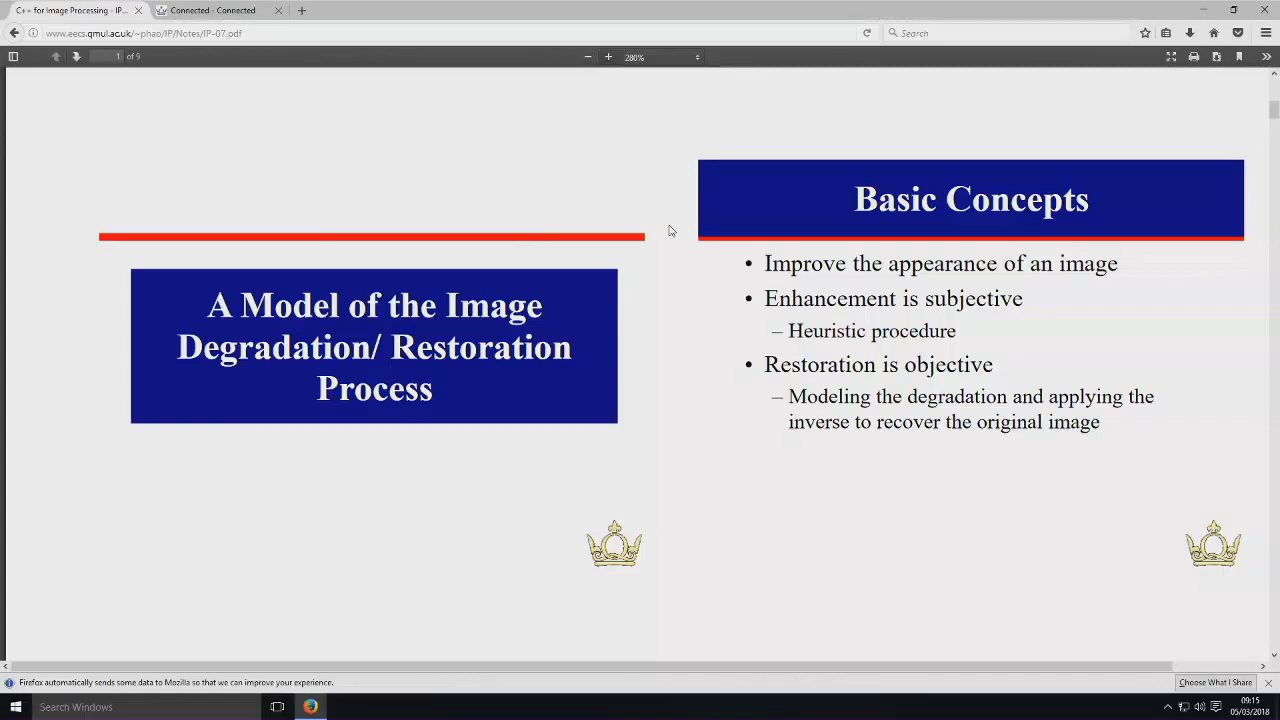 C++ for Image Processing - IP...
Connected - Connected
www.eecs.qmul.ac.uk/~phao/IP/Notes/IP-07.pdf
Search
1 of 9
280%
A Model of the Image
Degradation/ Restoration
Process
Basic Concepts
• Improve the appearance of an image
• Enhancement is subjective
– Heuristic procedure
• Restoration is objective
– Modeling the degradation and applying the
inverse to recover the original image
Firefox automatically sends some data to Mozilla so that we can improve your experience.
Choose What I Share
Search Windows
09:15
05/03/2018